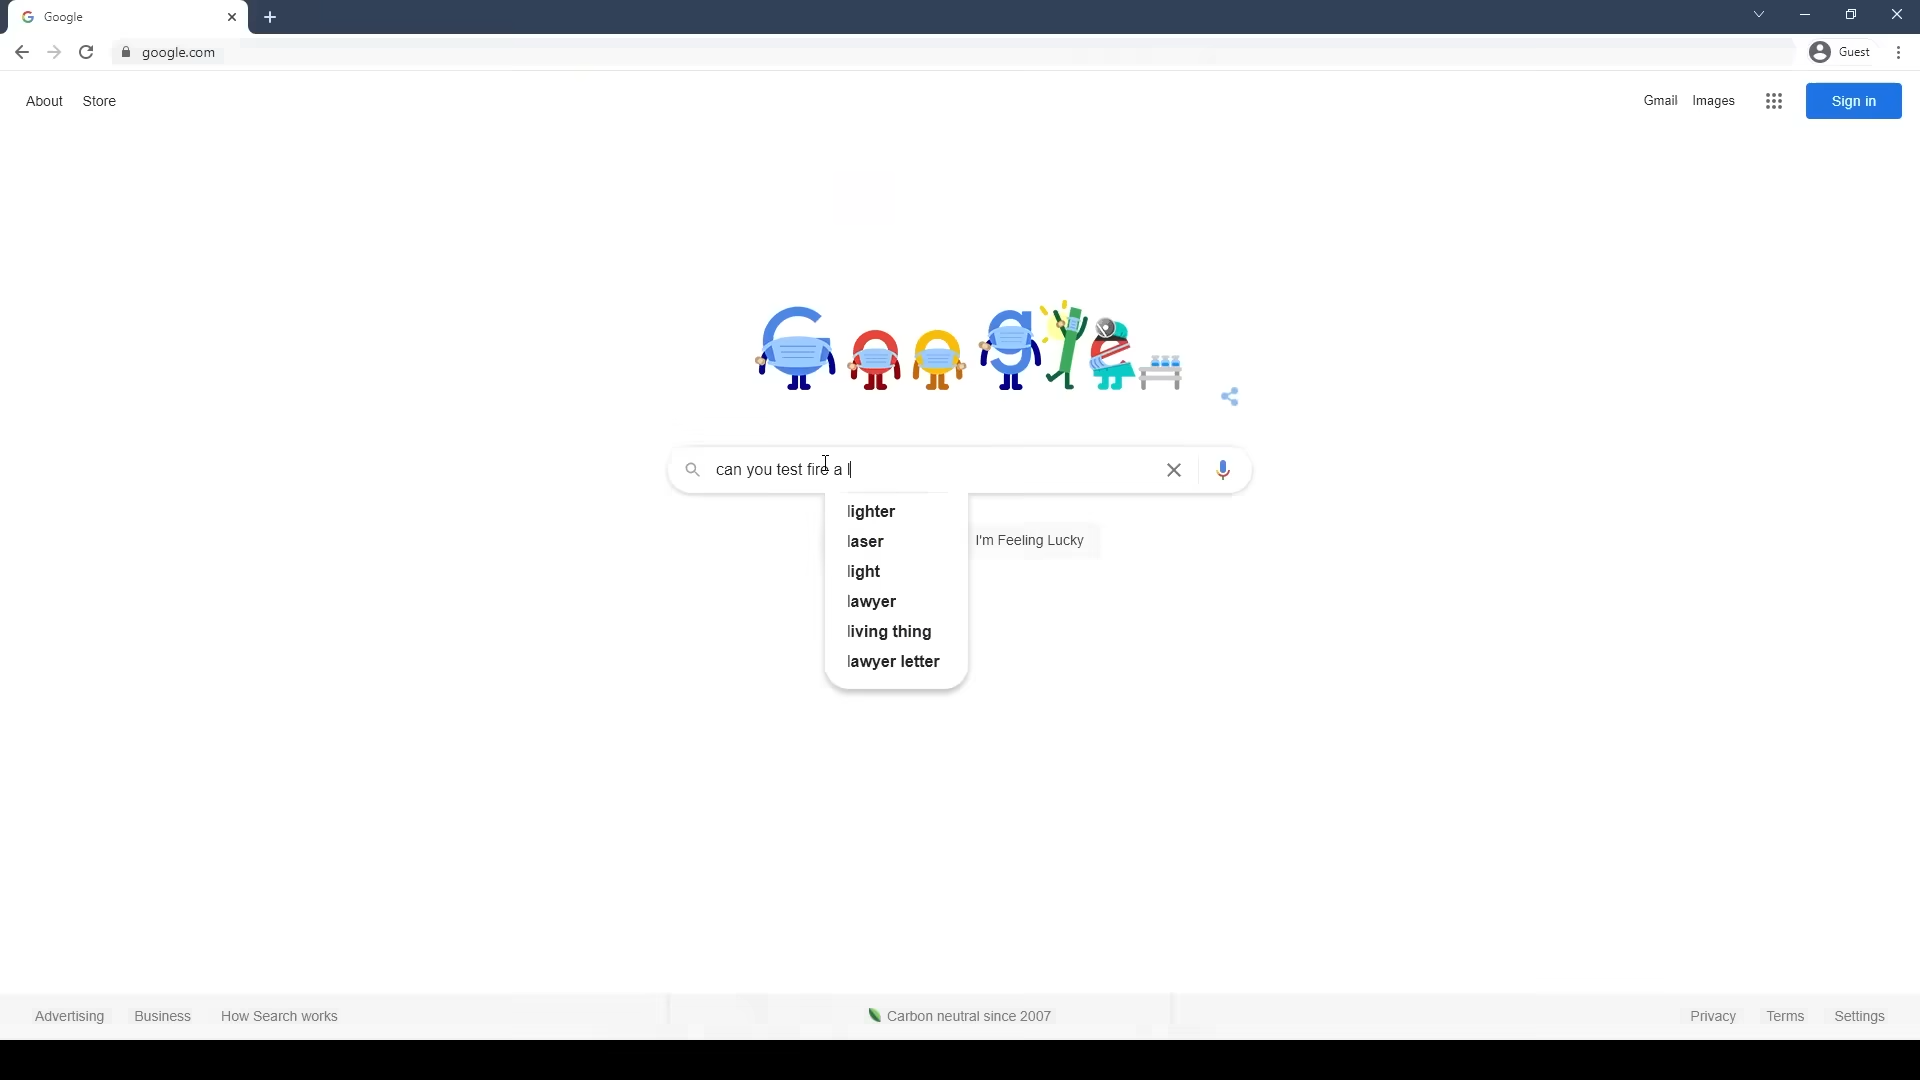 Google
google.com
Guest
About Store
Gmail Images Sign in
Google
can you test fire a l
lighter
laser
light
lawyer
living thing
lawyer letter
I'm Feeling Lucky
Advertising Business How Search works
Carbon neutral since 2007
Privacy Terms Settings